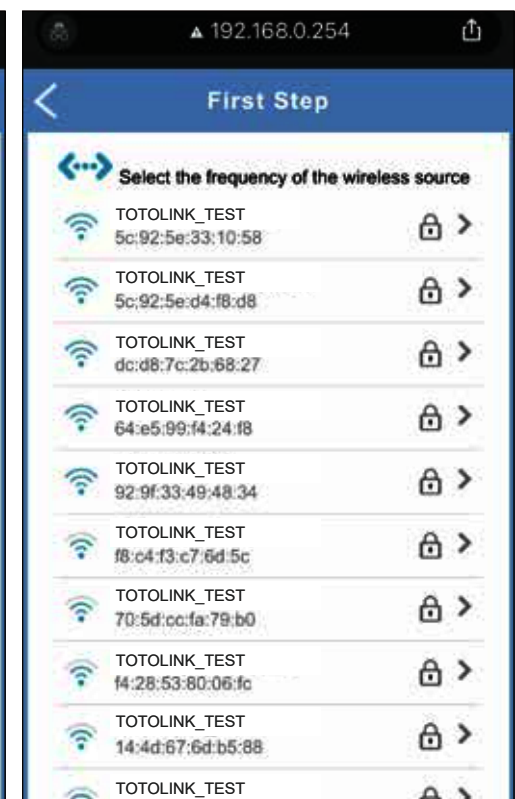 192.168.0.254
First Step
Select the frequency of the wireless source
TOTOLINK_TEST
5c:92:5e:33:10:58
TOTOLINK_TEST
5c:92:5e:d4:f8:d8
TOTOLINK_TEST
dc:d8:7c:2b:68:27
TOTOLINK_TEST
64:e5:99:f4:24:f8
TOTOLINK_TEST
92:9f:33:49:48:34
TOTOLINK_TEST
f8:c4:f3:c7:6d:5c
TOTOLINK_TEST
70:5d:cc:fa:79:b0
TOTOLINK_TEST
f4:28:53:80:06:fc
TOTOLINK_TEST
14:4d:67:6d:b5:88
TOTOLINK_TEST